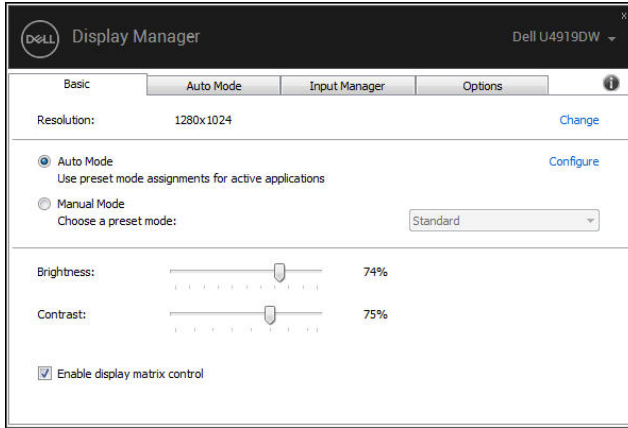 x
DELL Display Manager Dell U4919DW
Basic Auto Mode Input Manager Options i
Resolution: 1280x1024 Change
Auto Mode Configure
Use preset mode assignments for active applications
Manual Mode
Choose a preset mode: Standard
Brightness: 74%
Contrast: 75%
Enable display matrix control